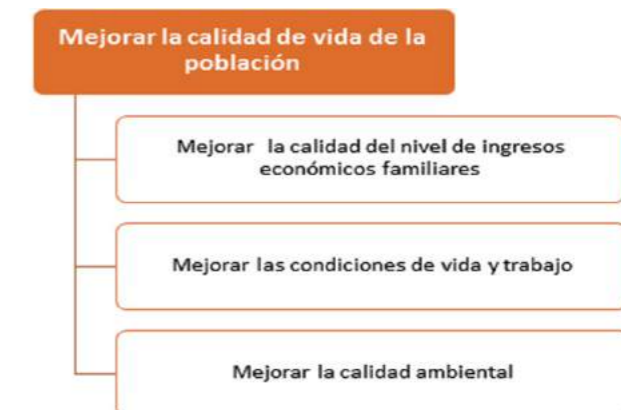 Mejorar la calidad de vida de la
población
Mejorar la calidad del nivel de ingresos
económicos familiares
Mejorar las condiciones de vida y trabajo
Mejorar la calidad ambiental